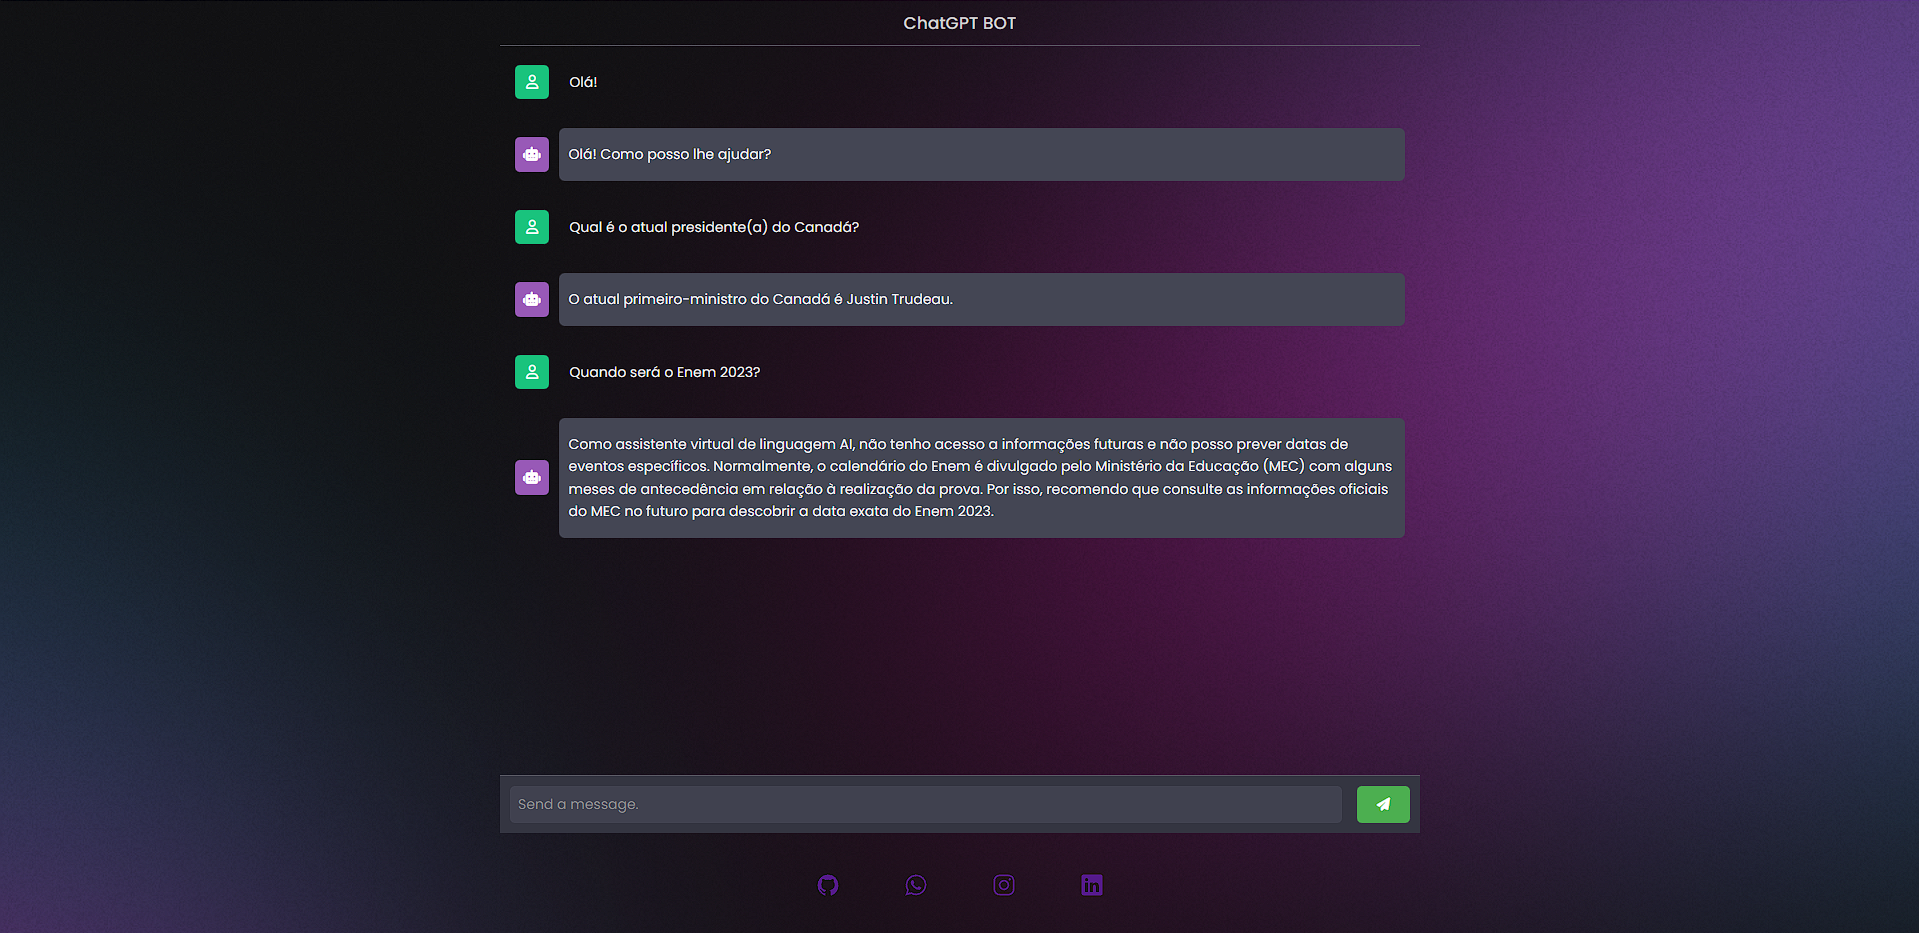 ChatGPT BOT
Olá!
Olá! Como posso lhe ajudar?
Qual é o atual presidente(a) do Canadá?
O atual primeiro-ministro do Canadá é Justin Trudeau.
Quando será o Enem 2023?
Como assistente virtual de linguagem AI, não tenho acesso a informações futuras e não posso prever datas de
eventos específicos. Normalmente, o calendário do Enem é divulgado pelo Ministério da Educação (MEC) com alguns
meses de antecedência em relação à realização da prova. Por isso, recomendo que consulte as informações oficiais
do MEC no futuro para descobrir a data exata do Enem 2023.
Send a message.